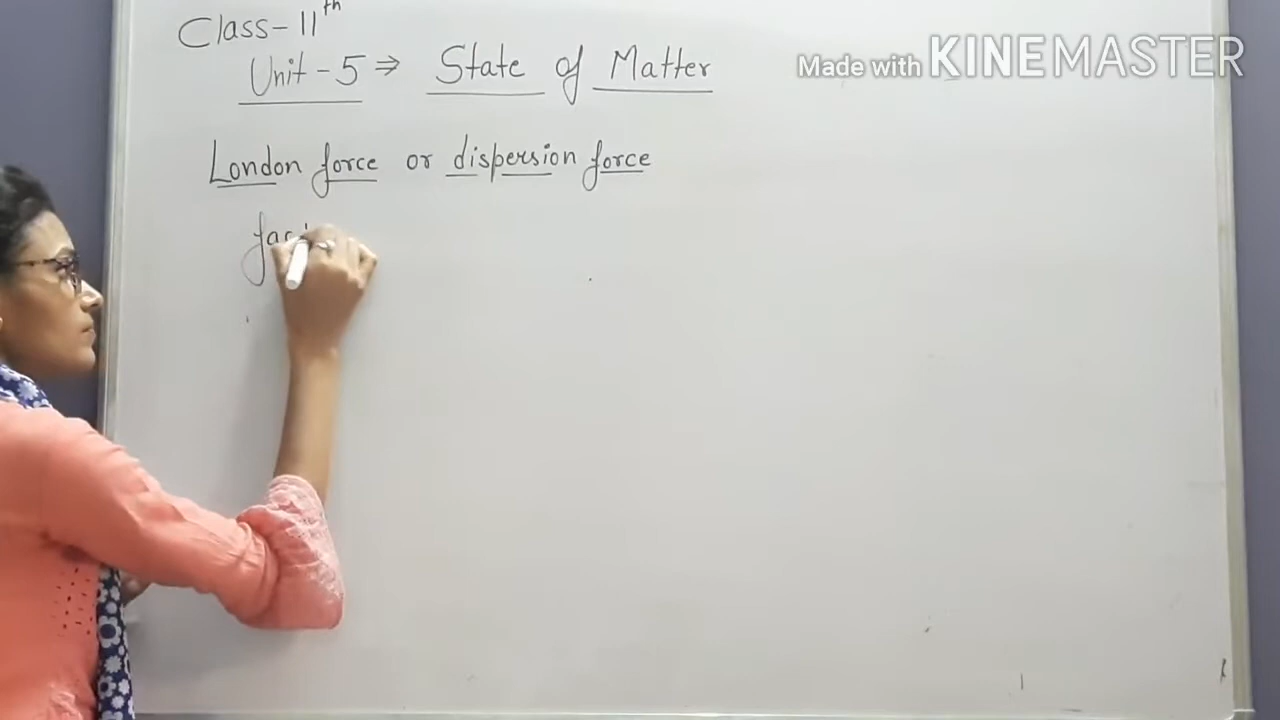 Class - 11th
Made with KINEMASTER
Unit - 5 ⇒ State of Matter
London force or dispersion force